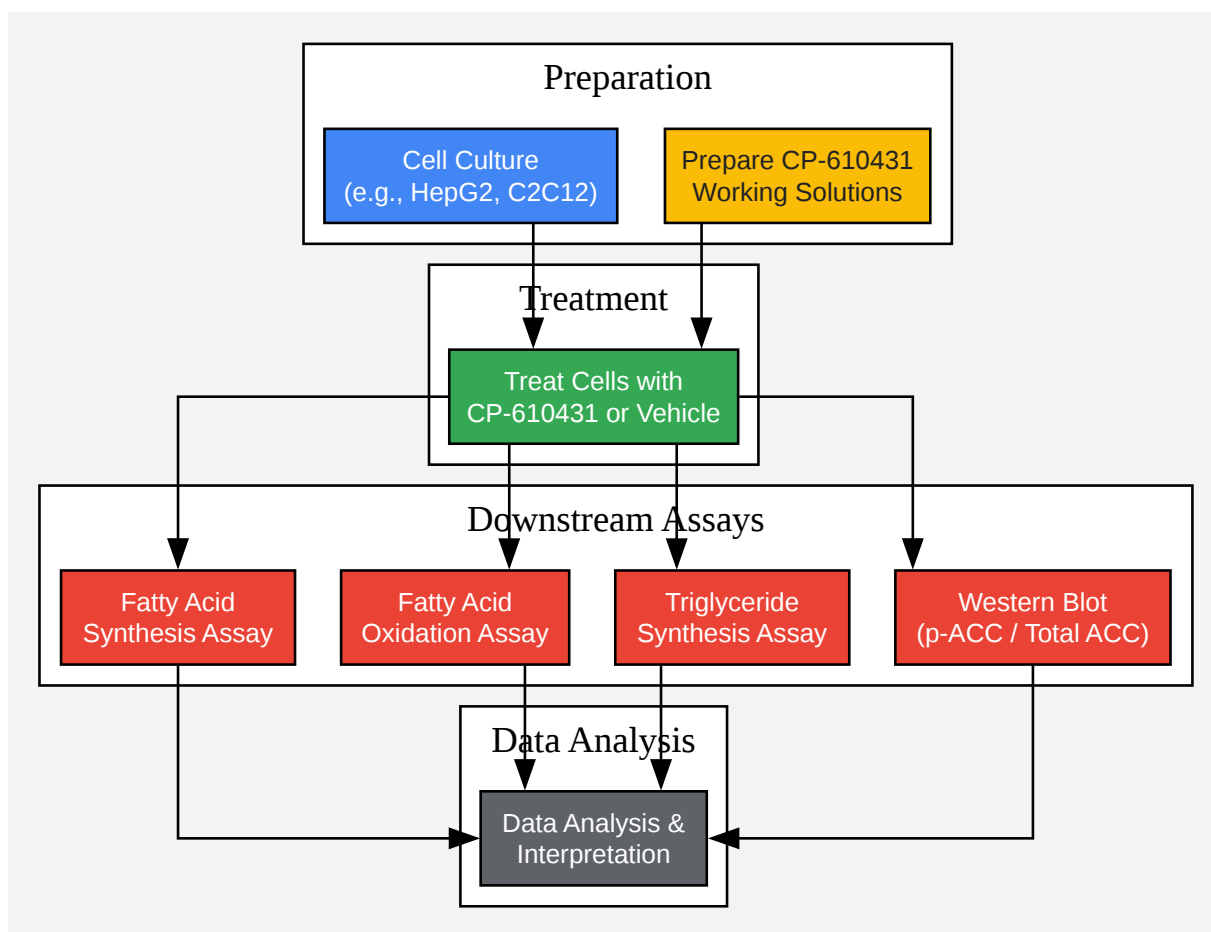 Preparation
Cell Culture
(e.g., HepG2, C2C12)
Prepare CP-610431
Working Solutions
Treatment
Treat Cells with
CP-610431 or Vehicle
Downstream Assays
Fatty Acid
Synthesis Assay
Fatty Acid
Oxidation Assay
Triglyceride
Synthesis Assay
Western Blot
(p-ACC / Total ACC)
Data Analysis
Data Analysis &
Interpretation